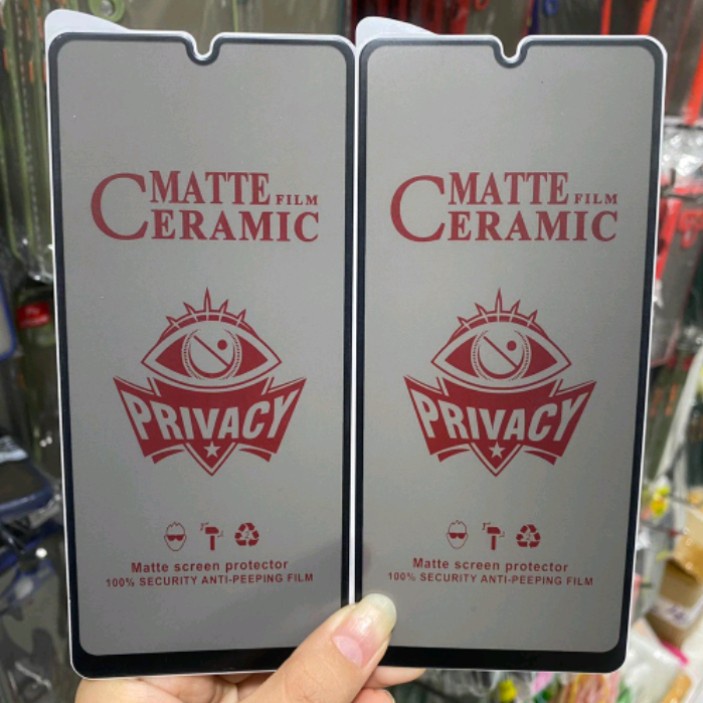 MATTE FILM
CERAMIC
PRIVACY
Matte screen protector
100% SECURITY ANTI-PEEPING FILM
MATTE FILM
CERAMIC
PRIVACY
Matte screen protector
100% SECURITY ANTI-PEEPING FILM